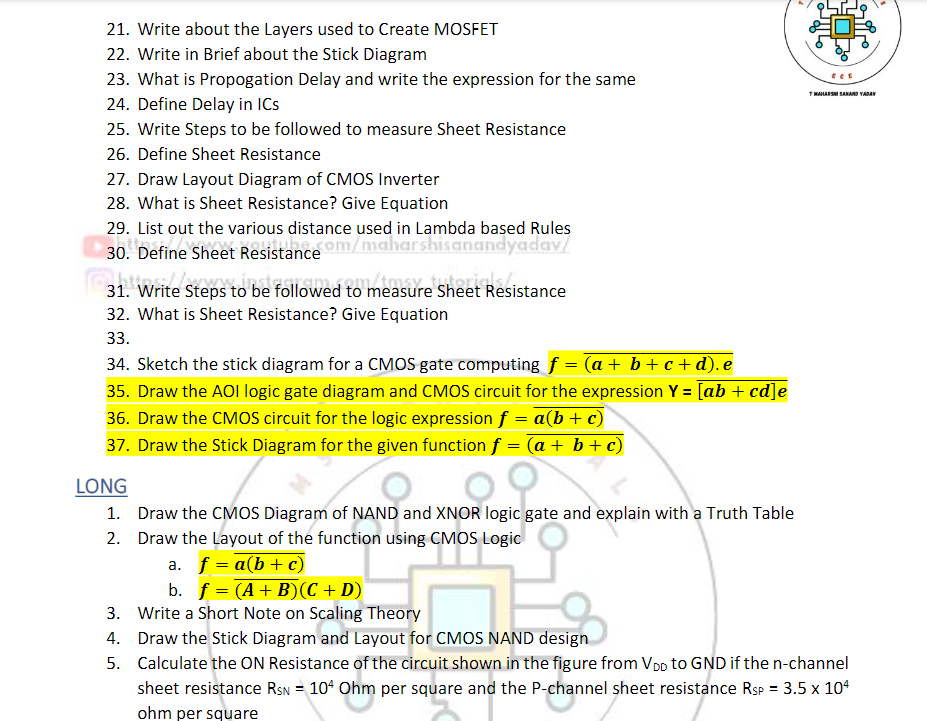 E C E
T MAHARSHI SANAND YADAV
21. Write about the Layers used to Create MOSFET
22. Write in Brief about the Stick Diagram
23. What is Propogation Delay and write the expression for the same
24. Define Delay in ICs
25. Write Steps to be followed to measure Sheet Resistance
26. Define Sheet Resistance
27. Draw Layout Diagram of CMOS Inverter
28. What is Sheet Resistance? Give Equation
29. List out the various distance used in Lambda based Rules
https://www.youtube.com/maharshisanandyadav/
30. Define Sheet Resistance
https://www.instagram.com/tmsy_tutorials/
31. Write Steps to be followed to measure Sheet Resistance
32. What is Sheet Resistance? Give Equation
33.
34. Sketch the stick diagram for a CMOS gate computing f = \overline{(a + b + c + d).e}
35. Draw the AOI logic gate diagram and CMOS circuit for the expression Y = \overline{[ab + cd]e}
36. Draw the CMOS circuit for the logic expression f = \overline{a(b + c)}
37. Draw the Stick Diagram for the given function f = \overline{(a + b + c)}
LONG
1. Draw the CMOS Diagram of NAND and XNOR logic gate and explain with a Truth Table
2. Draw the Layout of the function using CMOS Logic
a. f = \overline{a(b + c)}
b. f = \overline{(A + B)}(C + D)
3. Write a Short Note on Scaling Theory
4. Draw the Stick Diagram and Layout for CMOS NAND design
5. Calculate the ON Resistance of the circuit shown in the figure from VDD to GND if the n-channel
sheet resistance RSN = 10⁴ Ohm per square and the P-channel sheet resistance RSP = 3.5 x 10⁴
ohm per square